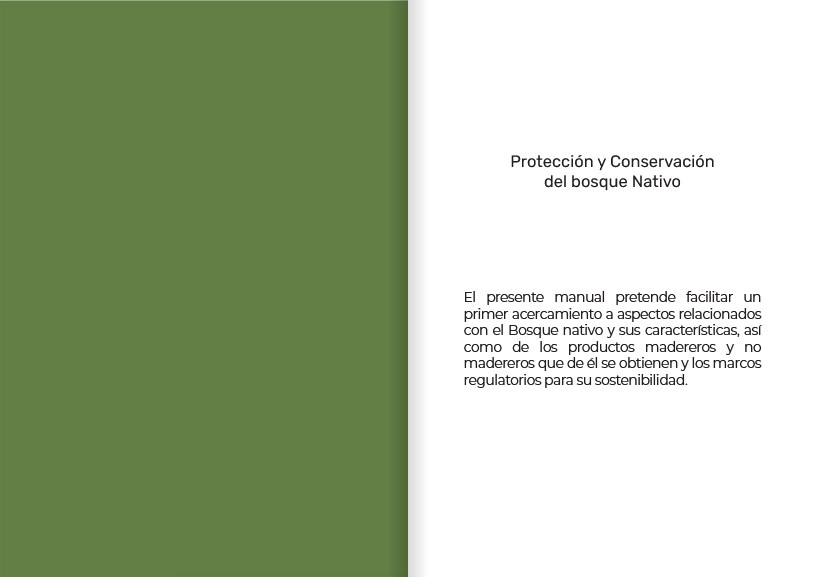 Protección y Conservación
del bosque Nativo
El presente manual pretende facilitar un
primer acercamiento a aspectos relacionados
con el Bosque nativo y sus características, así
como de los productos madereros y no
madereros que de él se obtienen y los marcos
regulatorios para su sostenibilidad.